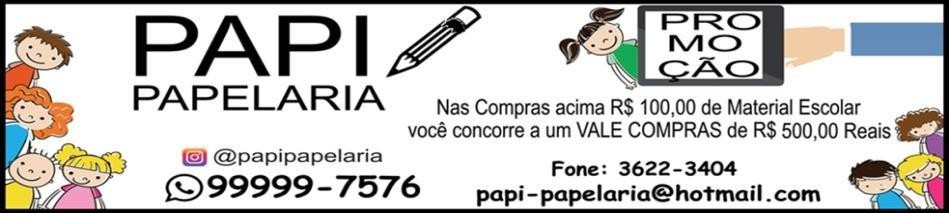 PAPI
PAPELARIA
@papipapelaria
99999-7576
PRO
MO
ÇÃO
Nas Compras acima R$ 100,00 de Material Escolar
você concorre a um VALE COMPRAS de R$ 500,00 Reais
Fone: 3622-3404
papi-papelaria@hotmail.com